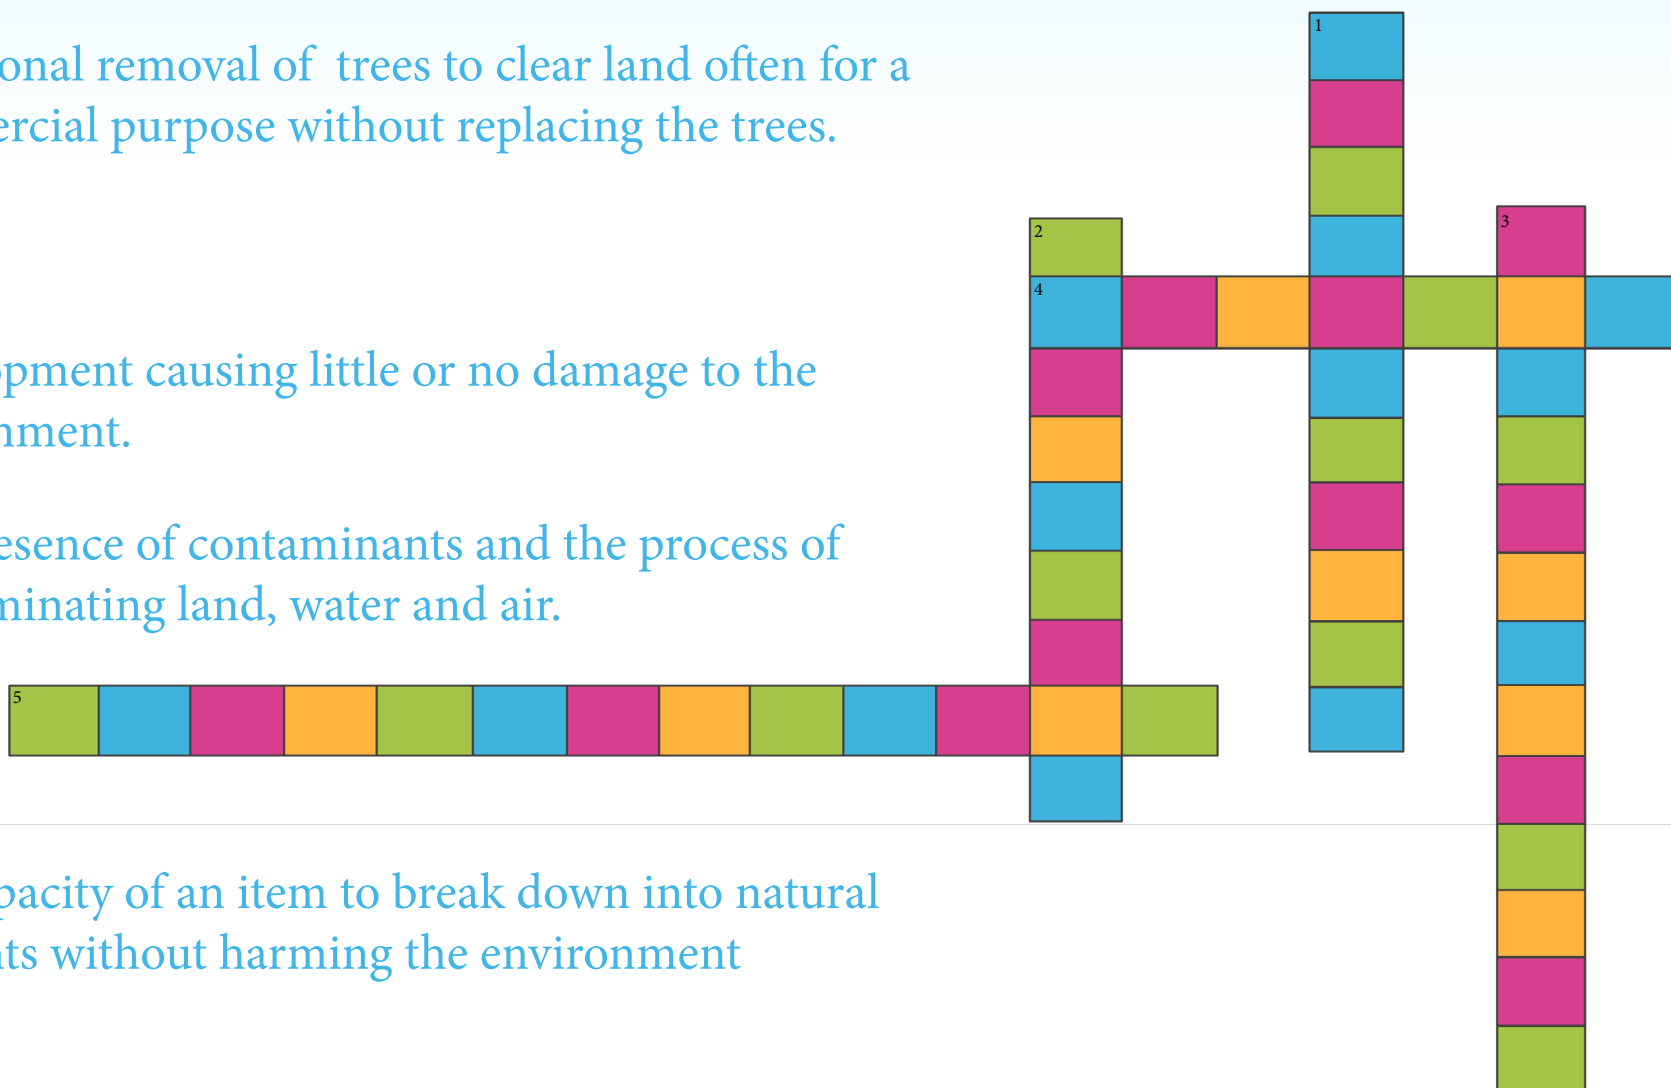 onal removal of trees to clear land often for a
ercial purpose without replacing the trees.
opment causing little or no damage to the
nment.
esence of contaminants and the process of
minating land, water and air.
pacity of an item to break down into natural
nts without harming the environment
1
2
3
4
5